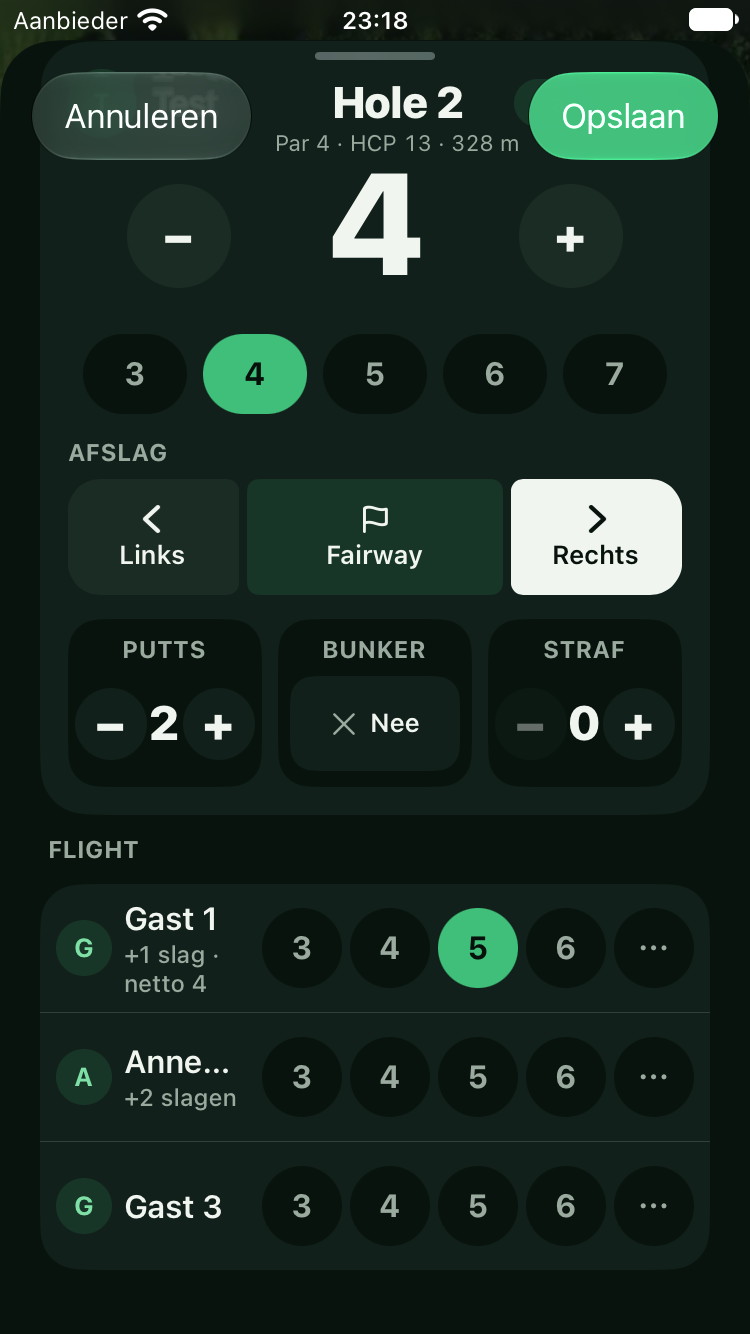 Aanbieder 23:18
Annuleren Hole 2 Opslaan
Par 4 · HCP 13 · 328 m
− 4 +
3 4 5 6 7
AFSLAG
Links Fairway Rechts
PUTTS BUNKER STRAF
− 2 + Nee − 0 +
FLIGHT
G Gast 1 3 4 5 6 ···
+1 slag ·
netto 4
A Anne... 3 4 5 6 ···
+2 slagen
G Gast 3 3 4 5 6 ···